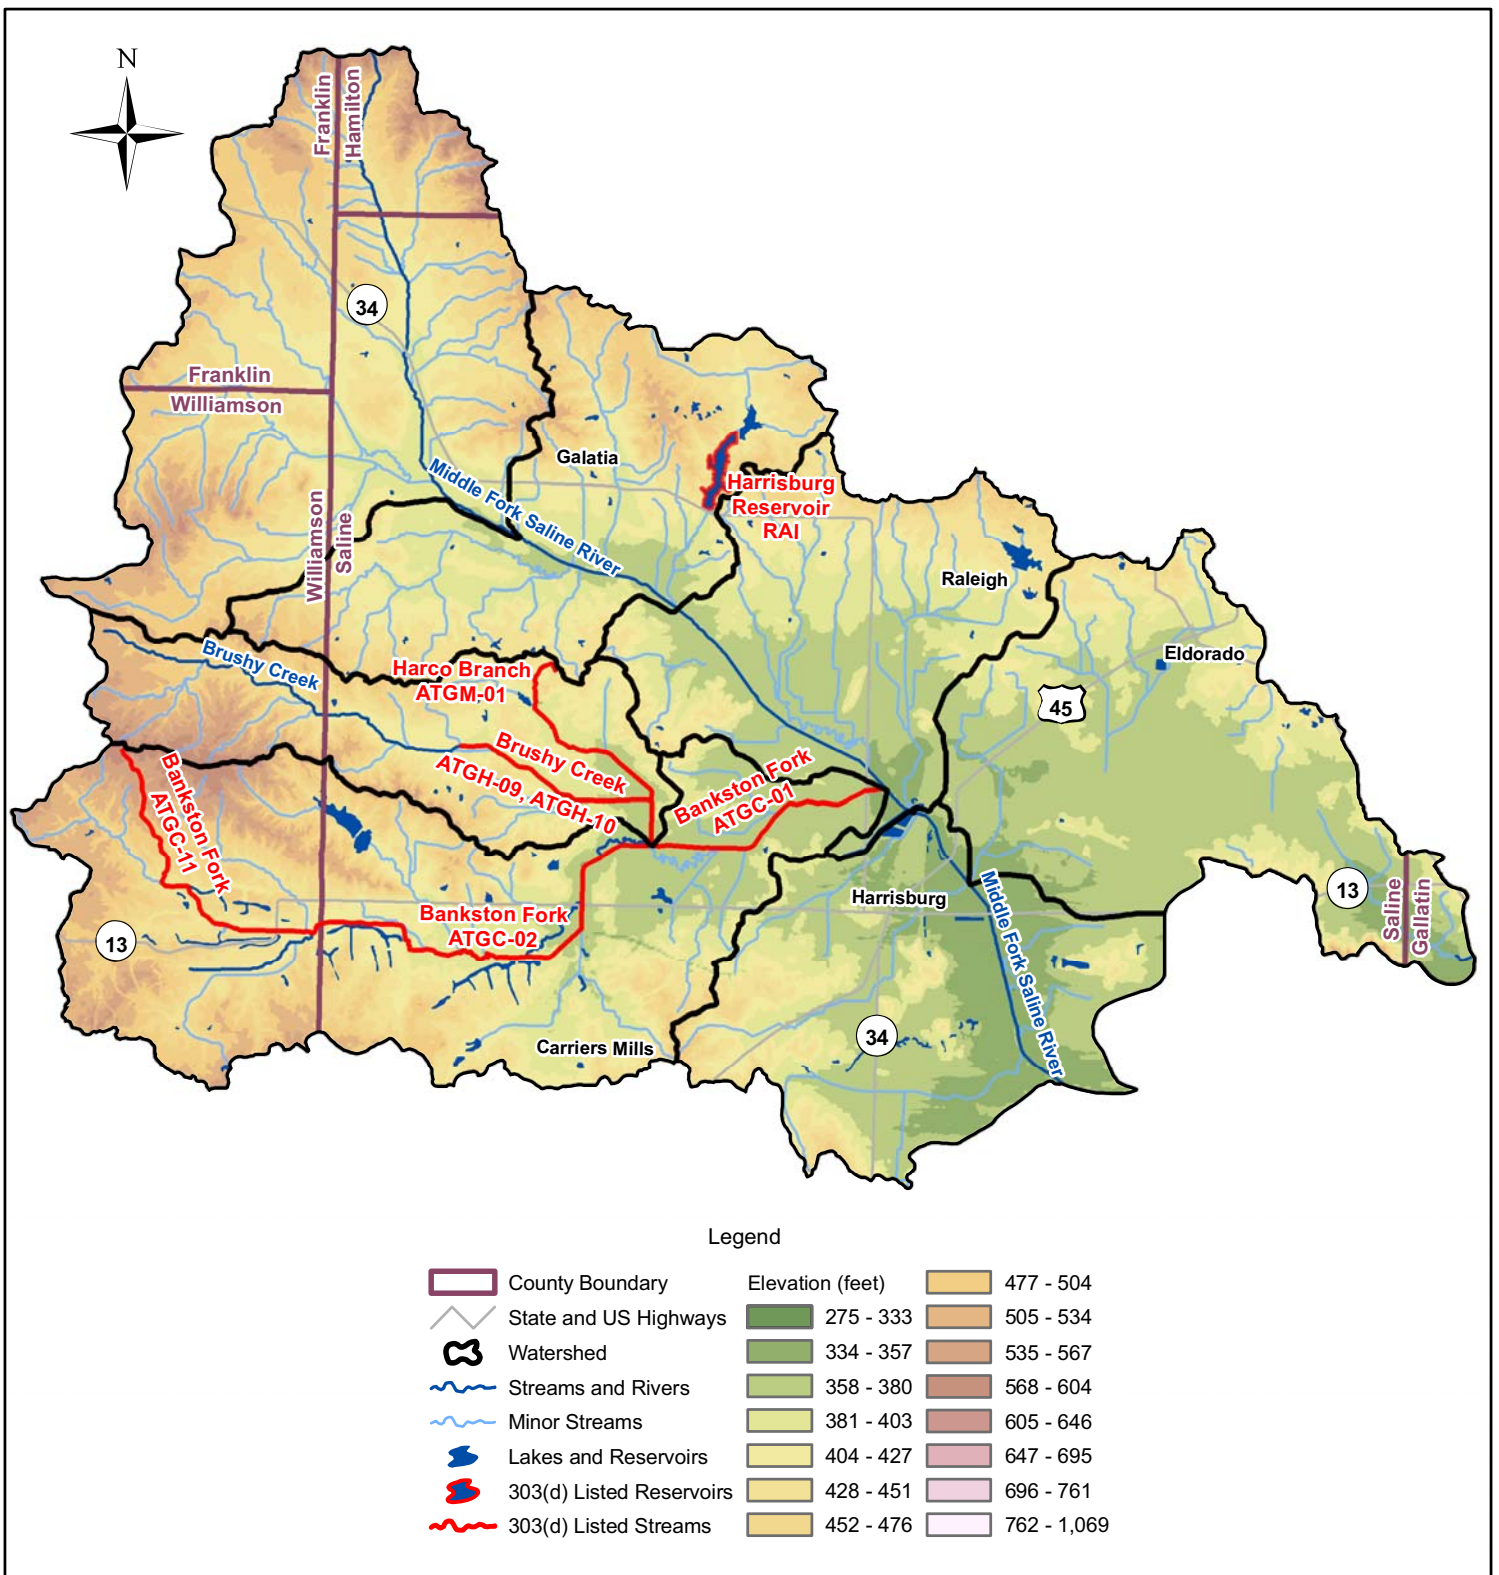 N
Franklin
Hamilton
34
Franklin
Williamson
Galatia
Middle Fork Saline River
Harrisburg
Reservoir
RAI
Williamson
Saline
Raleigh
Brushy Creek
Harco Branch
ATGM-01
Eldorado
45
Brushy Creek
ATGH-09, ATGH-10
Bankston Fork
ATGC-01
Bankston Fork
ATGC-11
Harrisburg
13
Saline
Gallatin
Bankston Fork
ATGC-02
13
Middle Fork Saline River
34
Carriers Mills
Legend
County Boundary
State and US Highways
Watershed
Streams and Rivers
Minor Streams
Lakes and Reservoirs
303(d) Listed Reservoirs
303(d) Listed Streams
Elevation (feet)
275 - 333
334 - 357
358 - 380
381 - 403
404 - 427
428 - 451
452 - 476
477 - 504
505 - 534
535 - 567
568 - 604
605 - 646
647 - 695
696 - 761
762 - 1,069